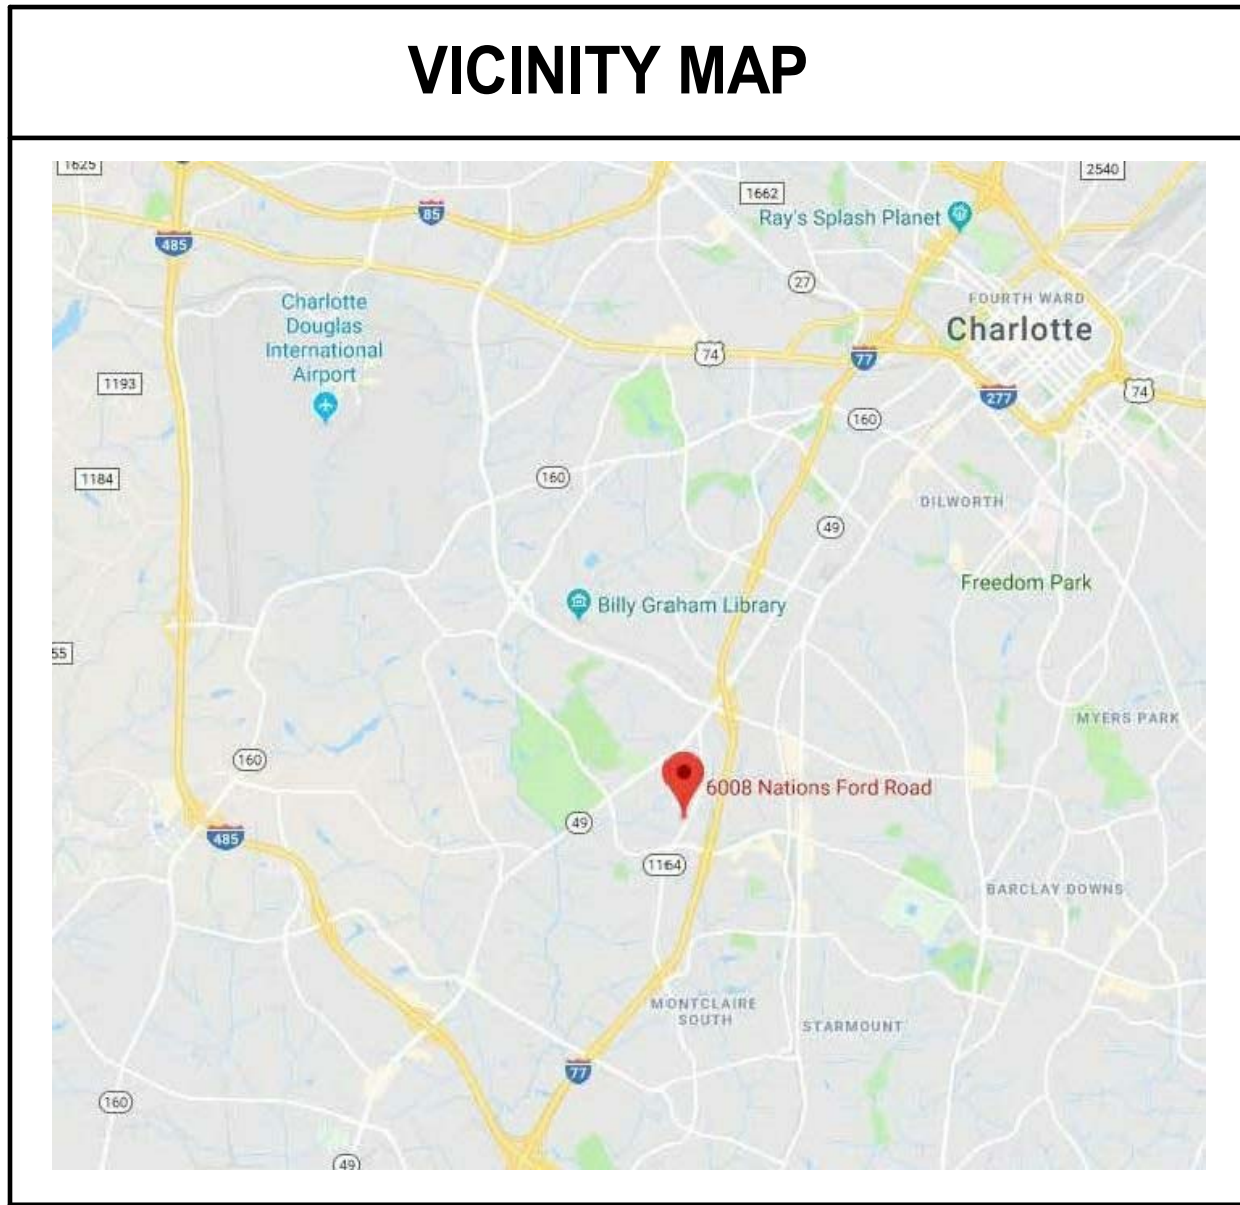 VICINITY MAP
1625
2540
1662
85
Ray's Splash Planet
485
27
FOURTH WARD
Charlotte
Douglas
International
Airport
Charlotte
74
77
1193
74
277
160
160
1184
DILWORTH
49
Freedom Park
Billy Graham Library
55
MYERS PARK
160
6008 Nations Ford Road
49
485
1164
BARCLAY DOWNS
MONTCLAIRE
SOUTH
STARMOUNT
77
160
49